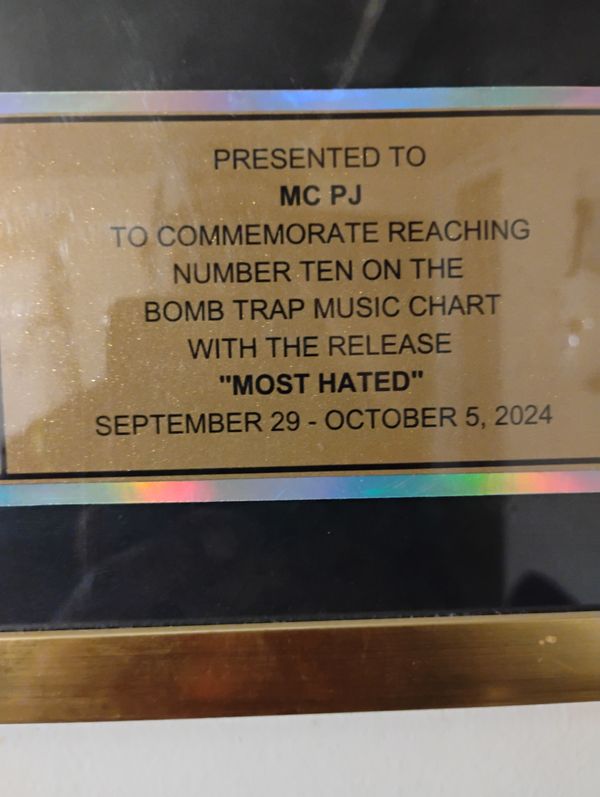 PRESENTED TO
MC PJ
TO COMMEMORATE REACHING
NUMBER TEN ON THE
BOMB TRAP MUSIC CHART
WITH THE RELEASE
"MOST HATED"
SEPTEMBER 29 - OCTOBER 5, 2024